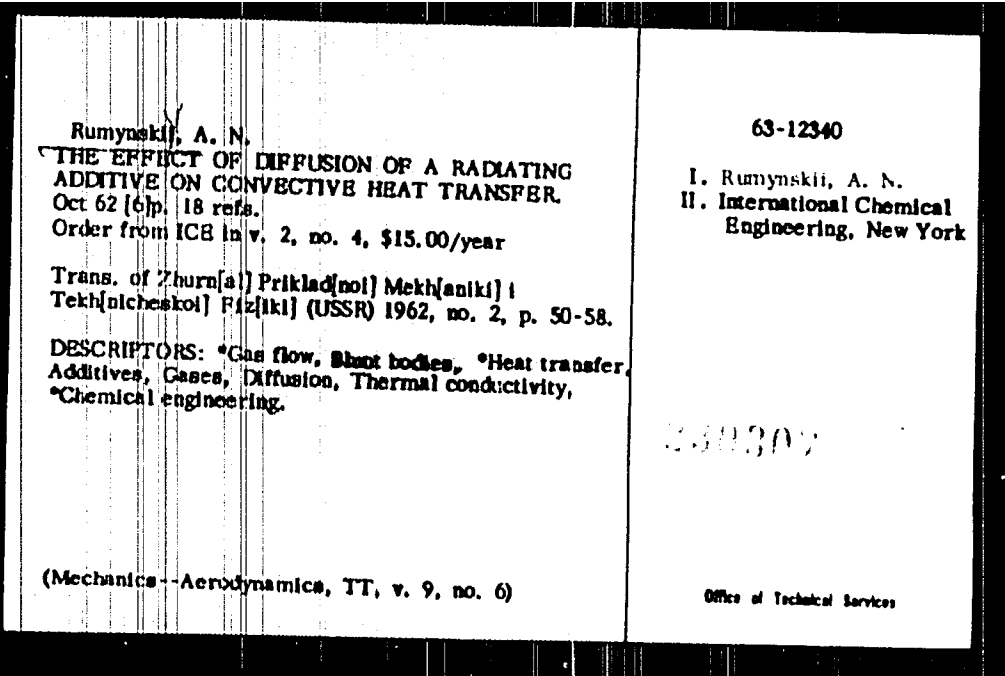 Rumynskii, A. N.
THE EFFECT OF DIFFUSION OF A RADIATING
ADDITIVE ON CONVECTIVE HEAT TRANSFER.
Oct 62 [6]p. 18 refs.
Order from ICE in v. 2, no. 4, $15.00/year
Trans. of Zhurn[al] Priklad[noi] Mekh[aniki] i
Tekh[nicheskoi] Fiz[iki] (USSR) 1962, no. 2, p. 50-58.
DESCRIPTORS: *Gas flow, Blunt bodies, *Heat transfer,
Additives, Gases, Diffusion, Thermal conductivity,
*Chemical engineering.
(Mechanics--Aerodynamics, TT, v. 9, no. 6)
63-12340
I. Rumynskii, A. N.
II. International Chemical
Engineering, New York
Office of Technical Services